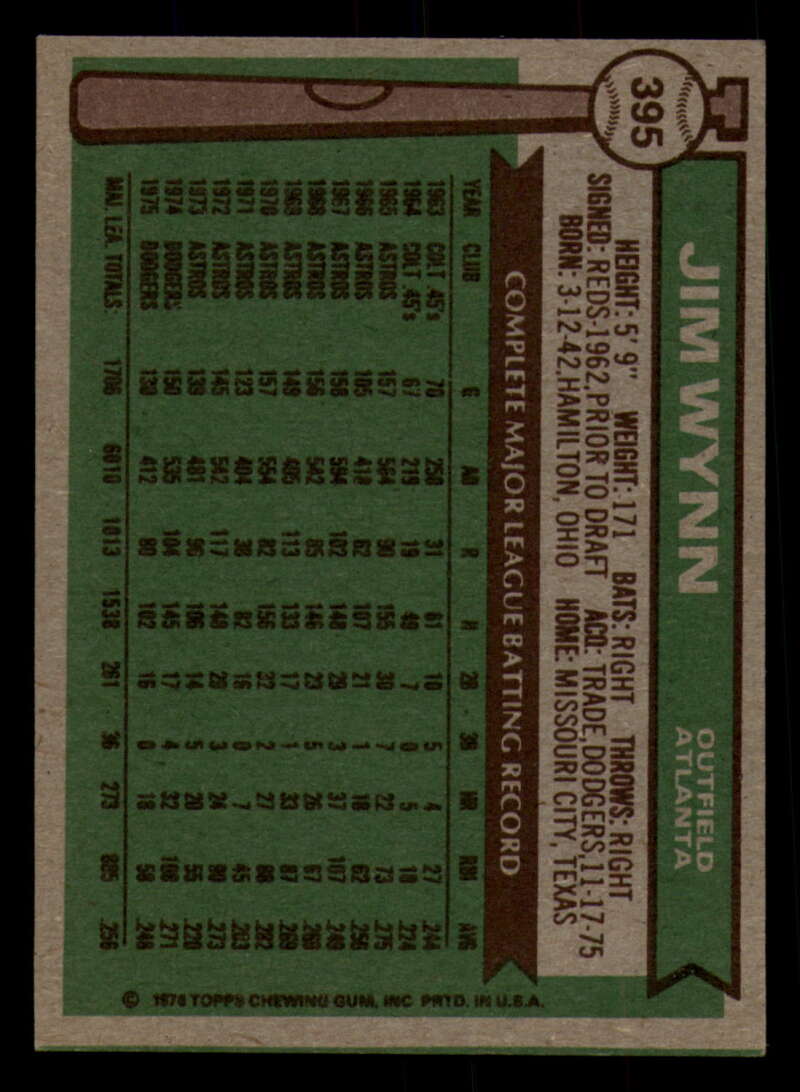 395
JIM WYNN
OUTFIELD
ATLANTA
HEIGHT: 5' 9" WEIGHT: 171 BATS: RIGHT THROWS: RIGHT
SIGNED: REDS-1962, PRIOR TO DRAFT ACQ: TRADE, DODGERS, 11-17-75
BORN: 3-12-42, HAMILTON, OHIO HOME: MISSOURI CITY, TEXAS
COMPLETE MAJOR LEAGUE BATTING RECORD
YEAR CLUB G AB R H 2B 3B HR RBI AVG
1963 COLT .45's 70 250 31 61 10 5 4 27 .244
1964 COLT .45's 67 219 19 49 7 0 5 18 .224
1965 ASTROS 157 564 90 155 30 7 22 73 .275
1966 ASTROS 105 418 62 107 21 1 18 62 .256
1967 ASTROS 158 594 102 148 29 3 37 107 .249
1968 ASTROS 156 542 85 146 23 5 26 67 .269
1969 ASTROS 149 495 113 133 17 1 33 87 .269
1970 ASTROS 157 554 82 156 32 2 27 88 .282
1971 ASTROS 123 404 38 82 16 0 7 45 .203
1972 ASTROS 145 542 117 148 29 3 24 90 .273
1973 ASTROS 139 481 90 106 14 5 20 55 .220
1974 DODGERS 150 535 104 145 17 4 32 108 .271
1975 DODGERS 130 412 80 102 16 0 18 58 .248
MAJ. LEA. TOTALS 1706 6010 1013 1538 261 36 273 885 .256
© 1976 TOPPS CHEWING GUM, INC. PRTD. IN U.S.A.